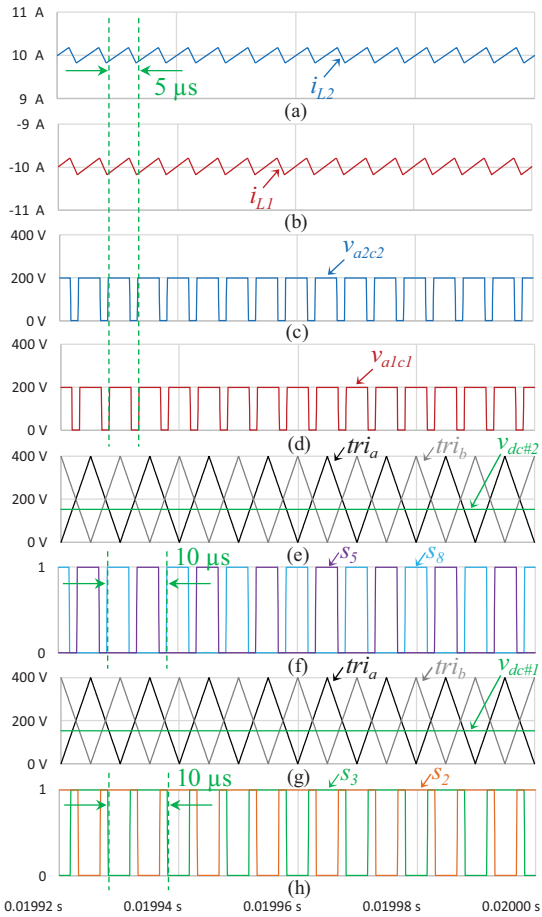 11 A
10 A
9 A
5 µs
i_L2
(a)
-9 A
-10 A
-11 A
i_L1
(b)
400 V
200 V
0 V
v_a2c2
(c)
400 V
200 V
0 V
v_a1c1
(d)
400 V
200 V
0 V
tri_a
tri_b
v_dc#2
(e)
1
0
10 µs
s_5
s_8
(f)
400 V
200 V
0 V
tri_a
tri_b
v_dc#1
(g)
1
0
10 µs
s_3
s_2
(h)
0.01992 s 0.01994 s 0.01996 s 0.01998 s 0.02000 s